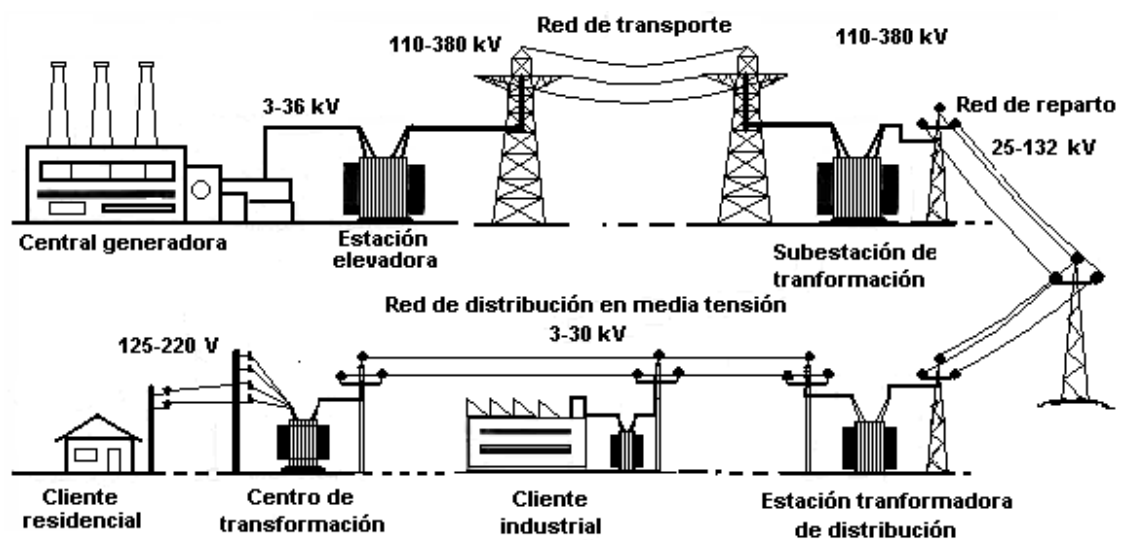 Red de transporte
110-380 kV
110-380 kV
3-36 kV
Red de reparto
25-132 kV
Central generadora
Estación
elevadora
Subestación de
tranformación
Red de distribución en media tensión
3-30 kV
125-220 V
Cliente
residencial
Centro de
transformación
Cliente
industrial
Estación tranformadora
de distribución